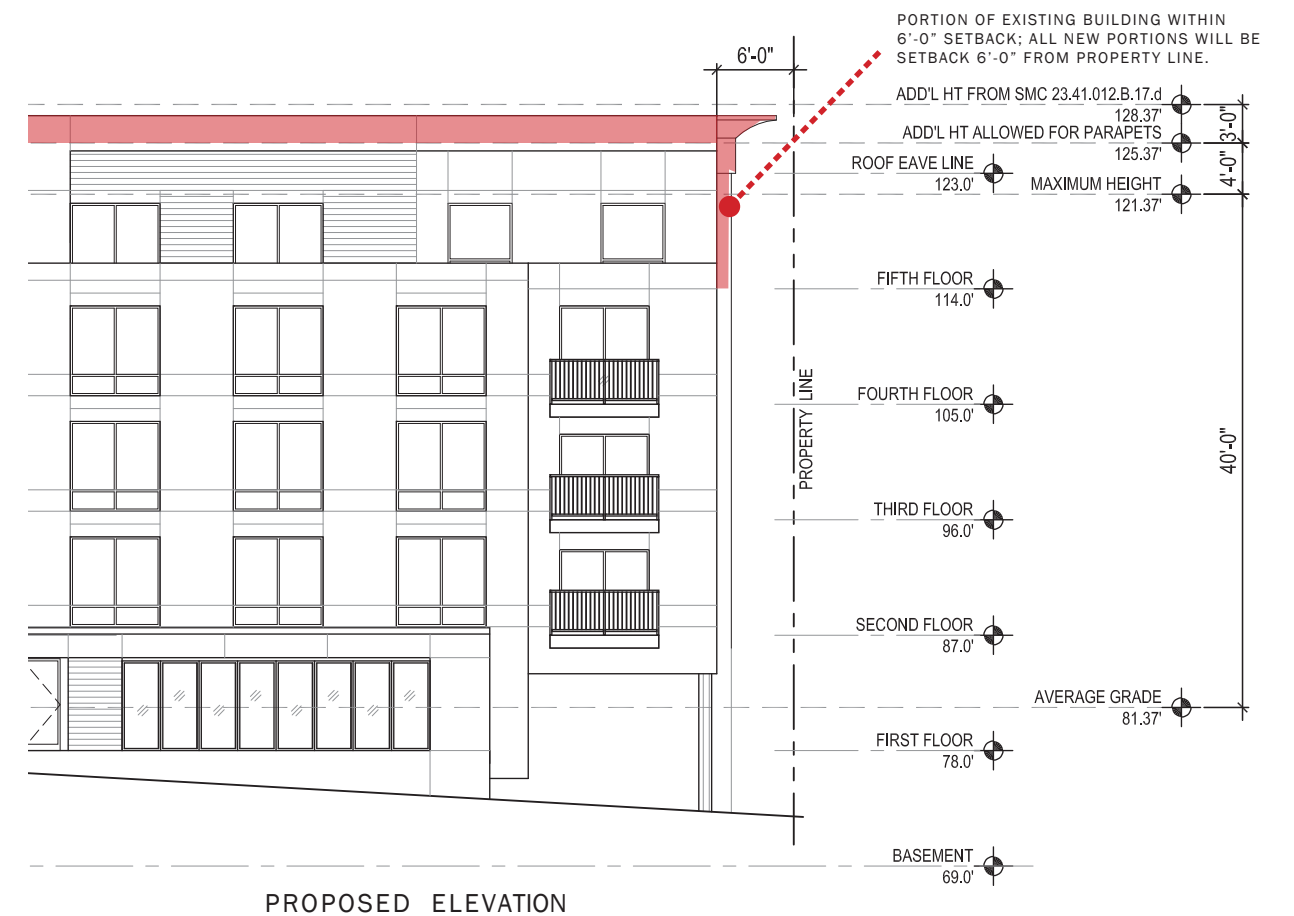 PORTION OF EXISTING BUILDING WITHIN
6'-0" SETBACK; ALL NEW PORTIONS WILL BE
SETBACK 6'-0" FROM PROPERTY LINE.
6'-0"
ADD'L HT FROM SMC 23.41.012.B.17.d
128.37'
3'-0"
ADD'L HT ALLOWED FOR PARAPETS
125.37'
4'-0"
ROOF EAVE LINE
123.0'
MAXIMUM HEIGHT
121.37'
FIFTH FLOOR
114.0'
FOURTH FLOOR
105.0'
PROPERTY LINE
40'-0"
THIRD FLOOR
96.0'
SECOND FLOOR
87.0'
AVERAGE GRADE
81.37'
FIRST FLOOR
78.0'
BASEMENT
69.0'
PROPOSED ELEVATION